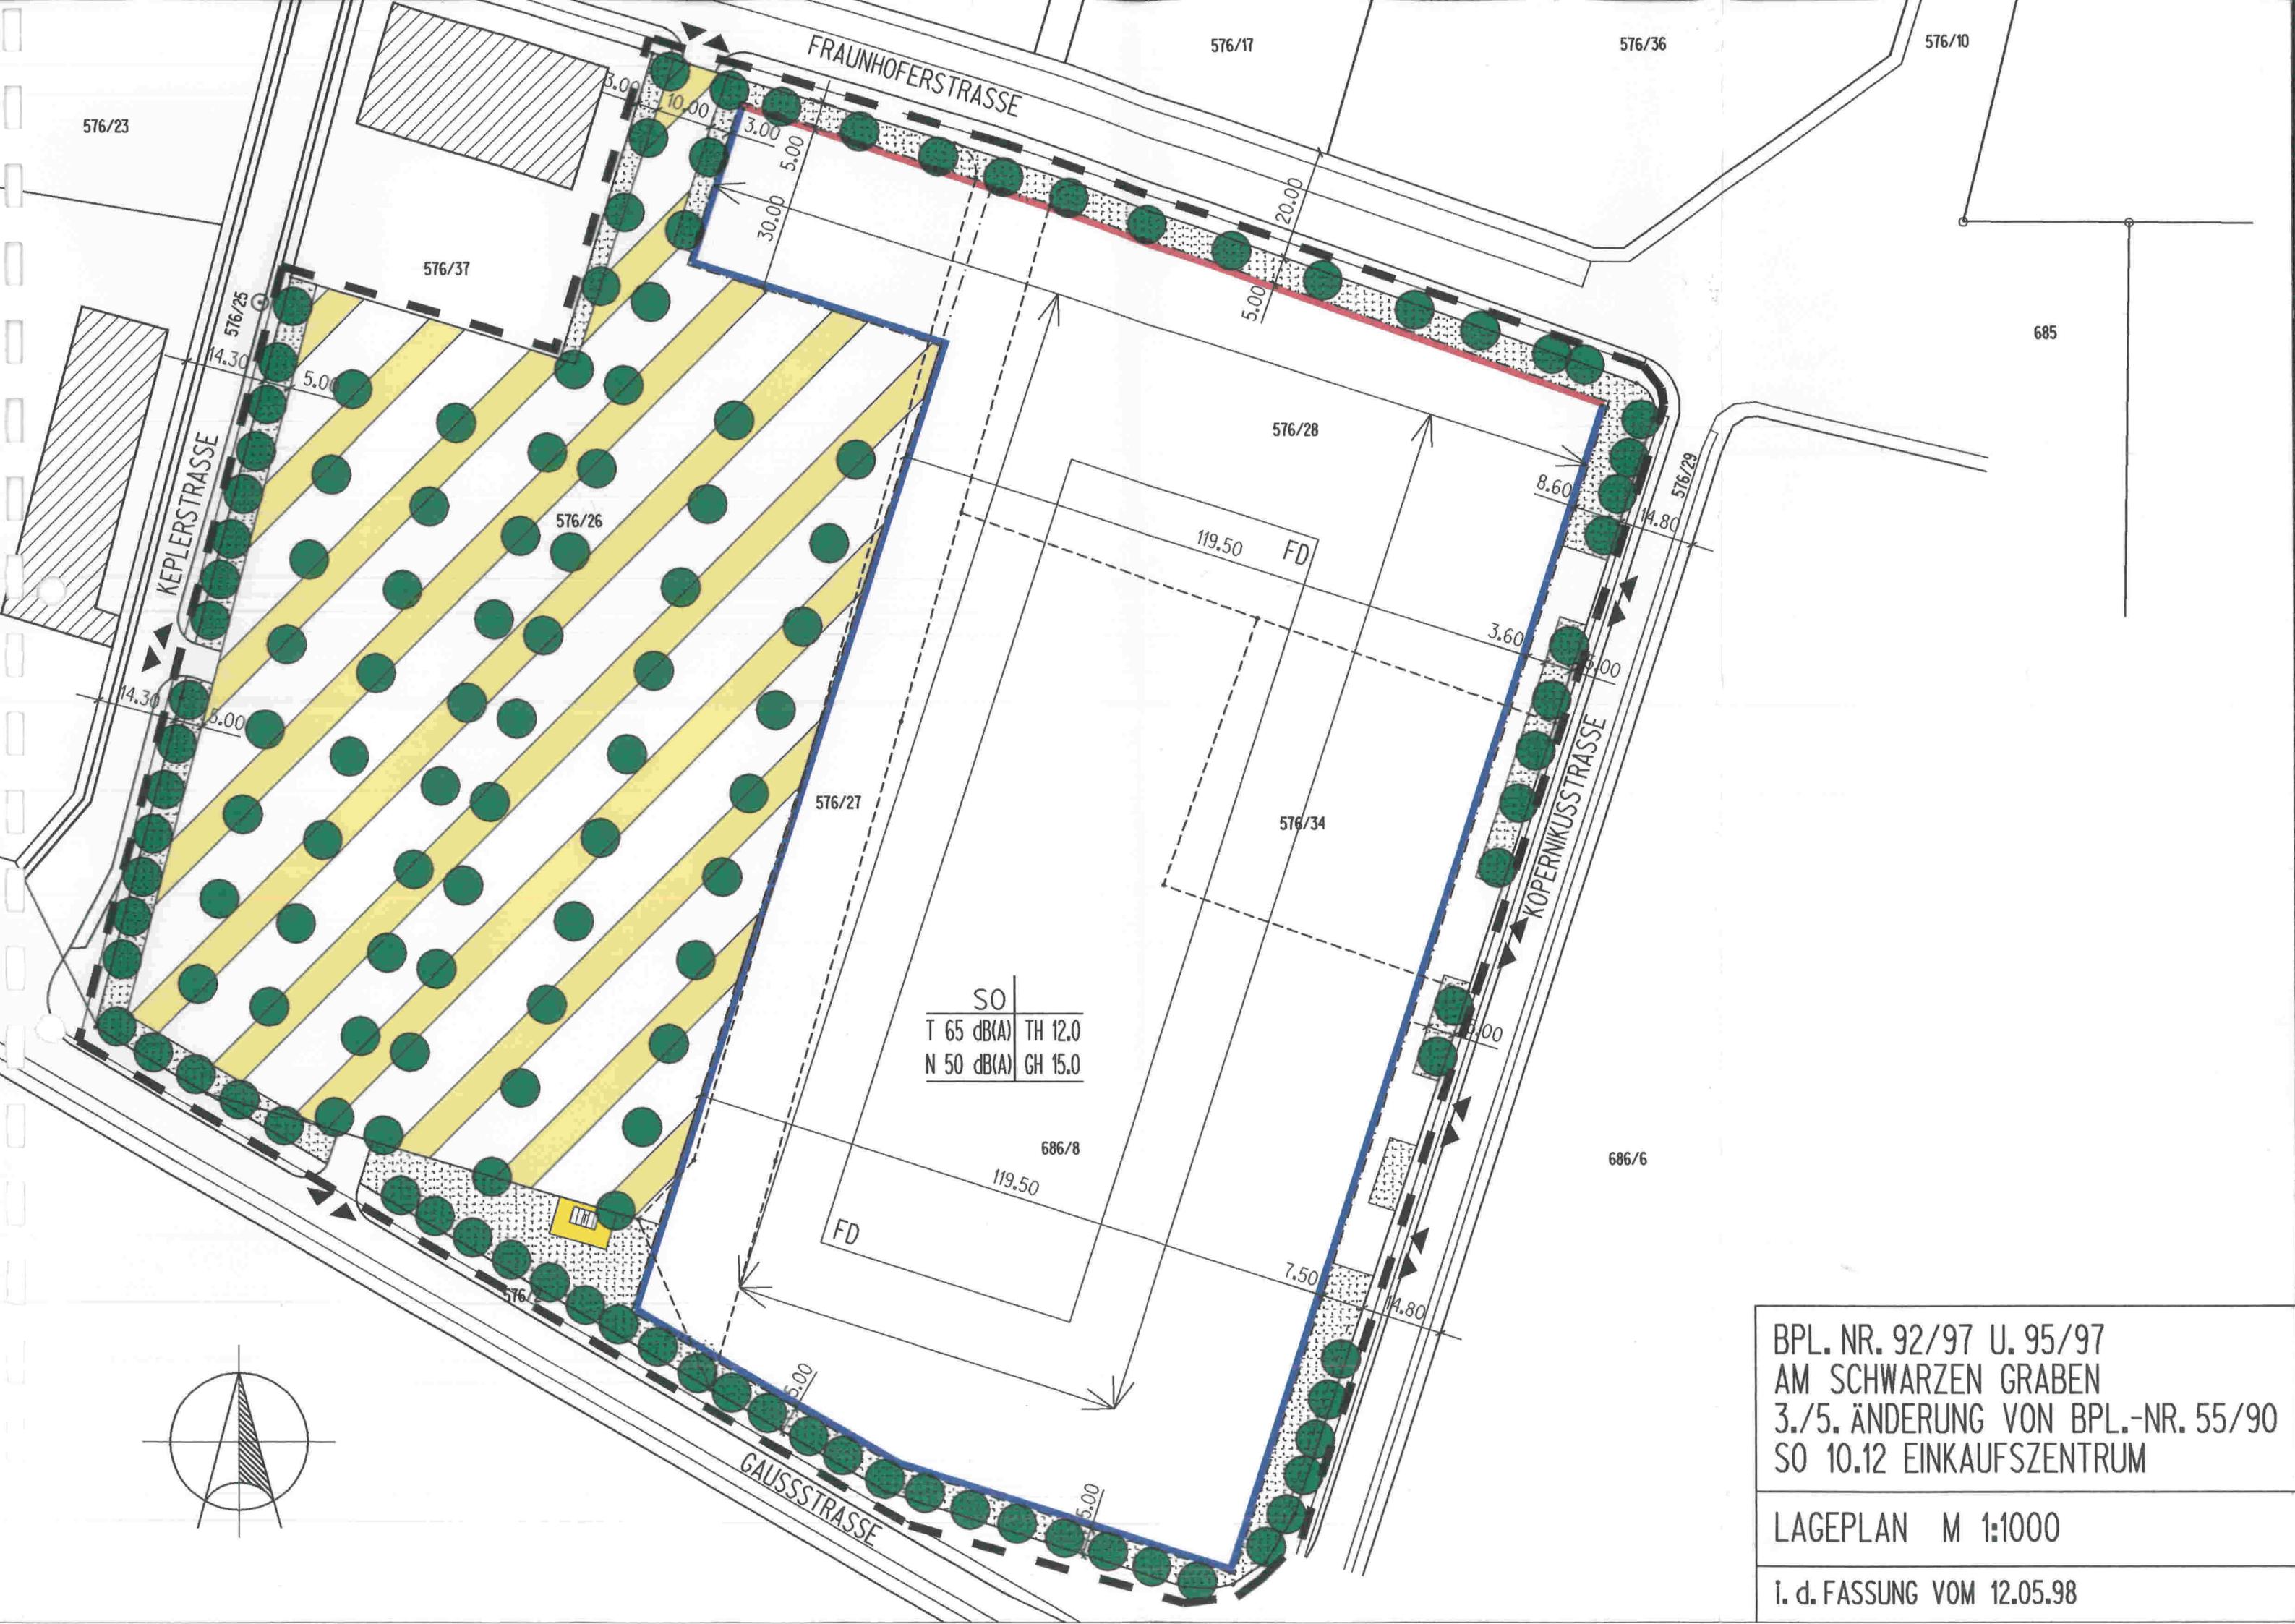 FRAUNHOFERSTRASSE
576/17
576/36
576/10
576/23
3.00
10.00
3.00
5.00
30.00
20.00
5.00
576/37
576/25
685
14.30
5.00
576/28
KEPLERSTRASSE
576/29
8.60
14.80
576/26
119.50
FD
3.60
5.00
14.30
5.00
KOPERNIKUSSTRASSE
576/27
576/34
SO
T 65 dB(A) TH 12.0
N 50 dB(A) GH 15.0
5.00
686/8
686/6
119.50
FD
7.50
14.80
5.00
GAUSSSTRASSE
5.00
BPL. NR. 92/97 U. 95/97
AM SCHWARZEN GRABEN
3./5. ÄNDERUNG VON BPL.-NR. 55/90
SO 10.12 EINKAUFSZENTRUM
LAGEPLAN M 1:1000
i. d. FASSUNG VOM 12.05.98